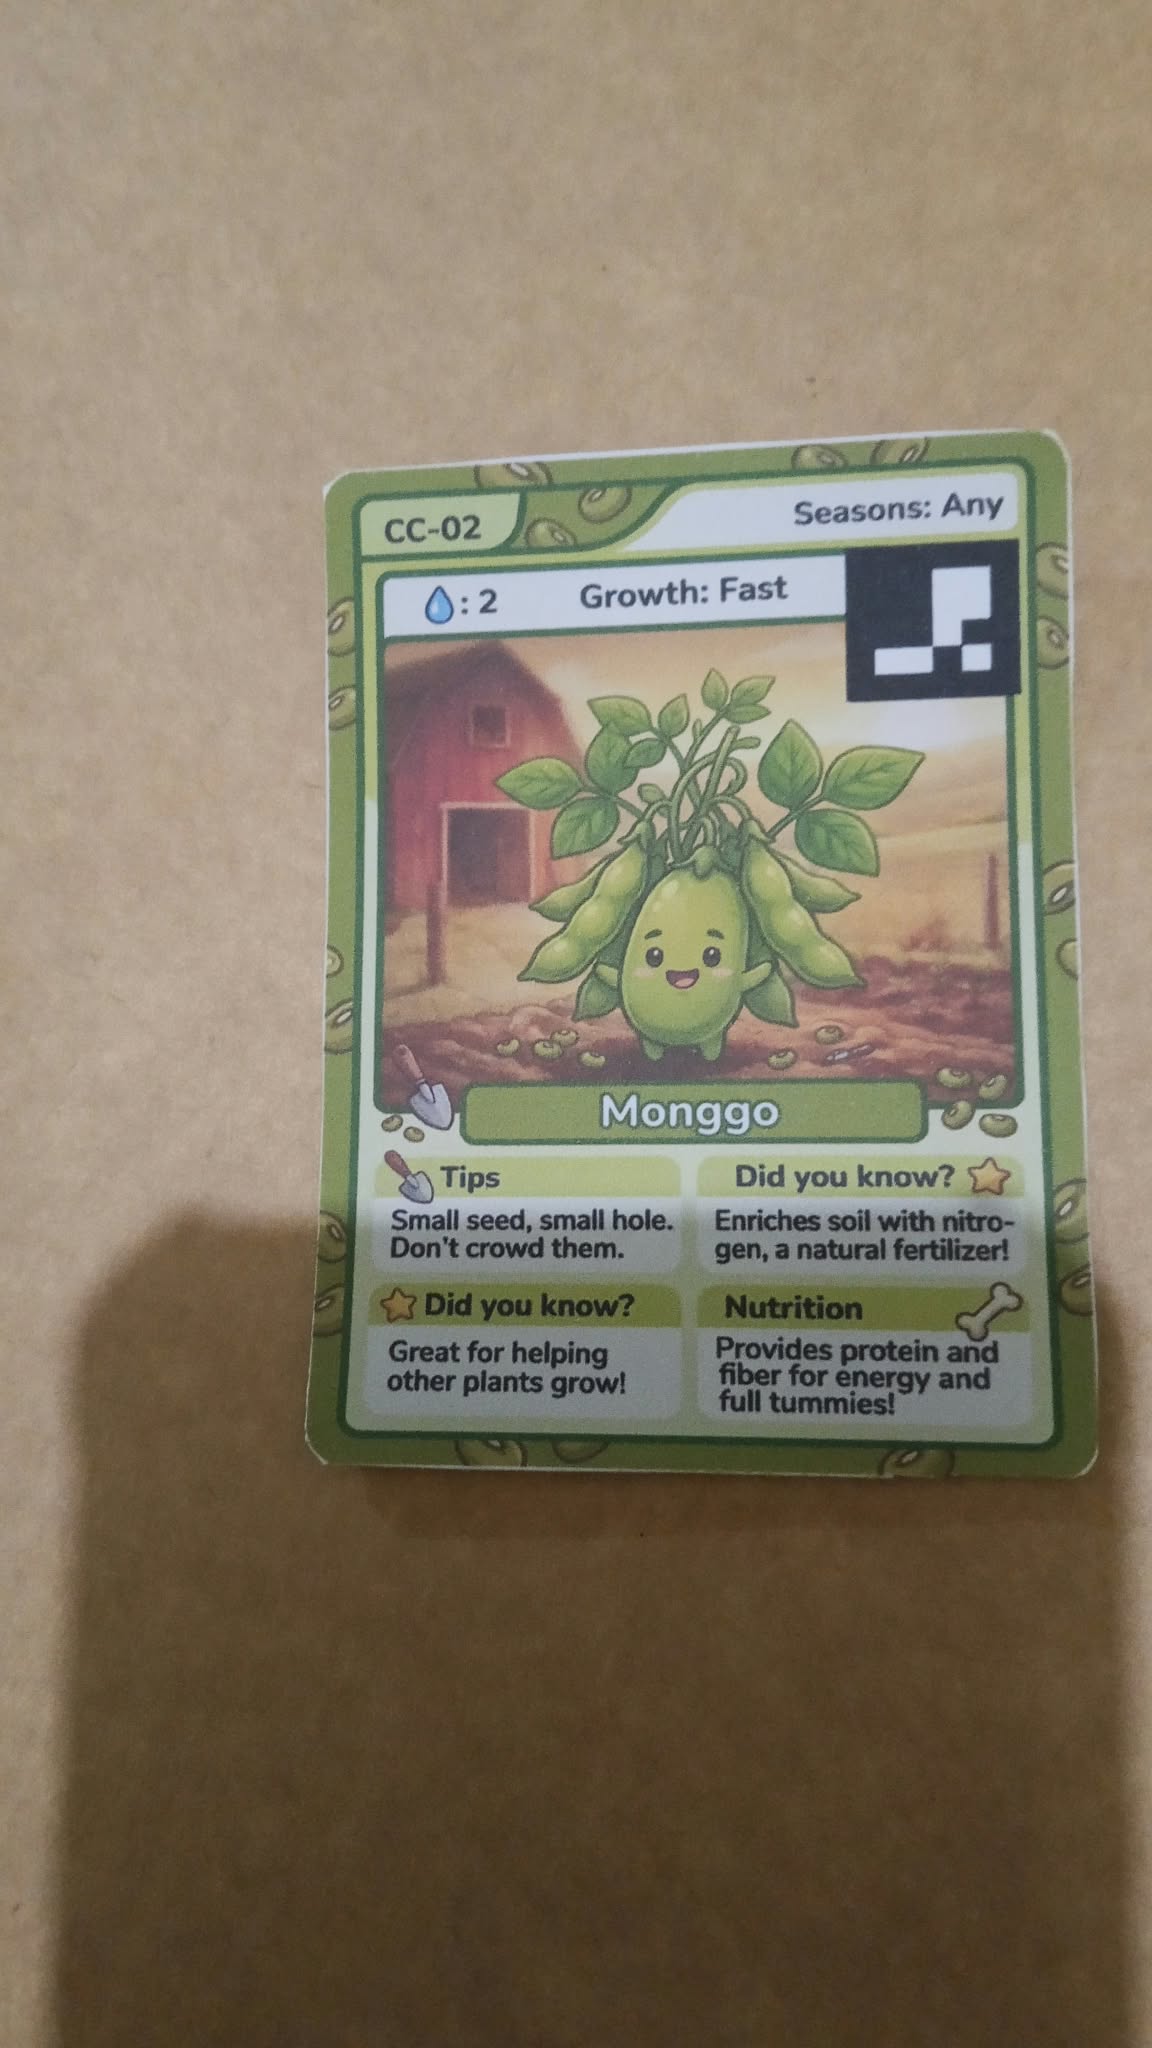 CC-02
Seasons: Any
: 2
Growth: Fast
Monggo
Tips
Small seed, small hole.
Don't crowd them.
Did you know?
Enriches soil with nitro-
gen, a natural fertilizer!
Did you know?
Great for helping
other plants grow!
Nutrition
Provides protein and
fiber for energy and
full tummies!